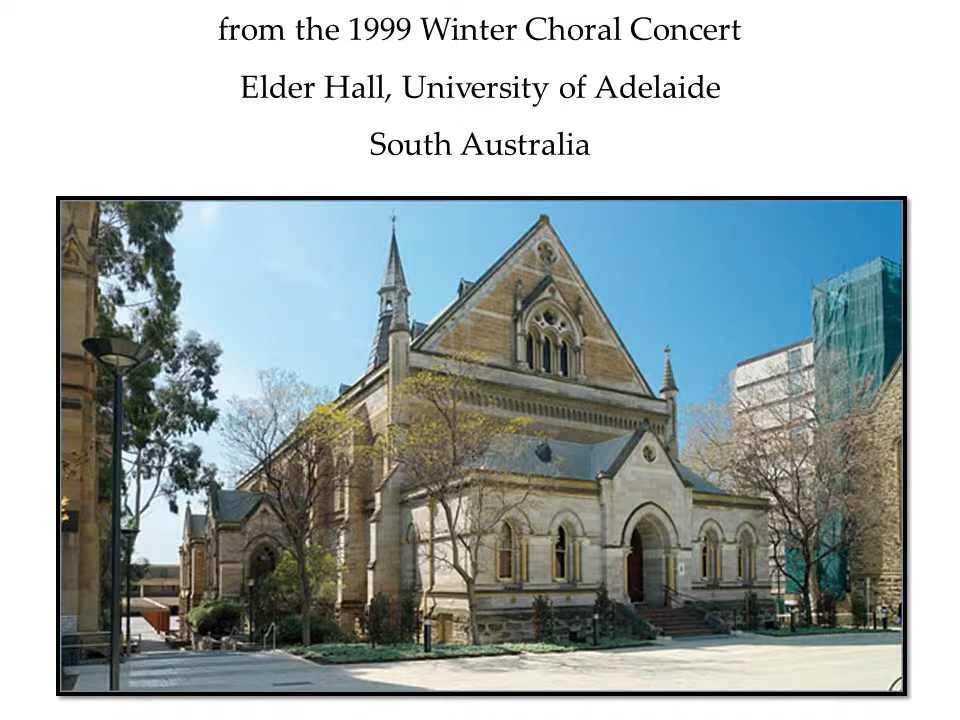 from the 1999 Winter Choral Concert
Elder Hall, University of Adelaide
South Australia